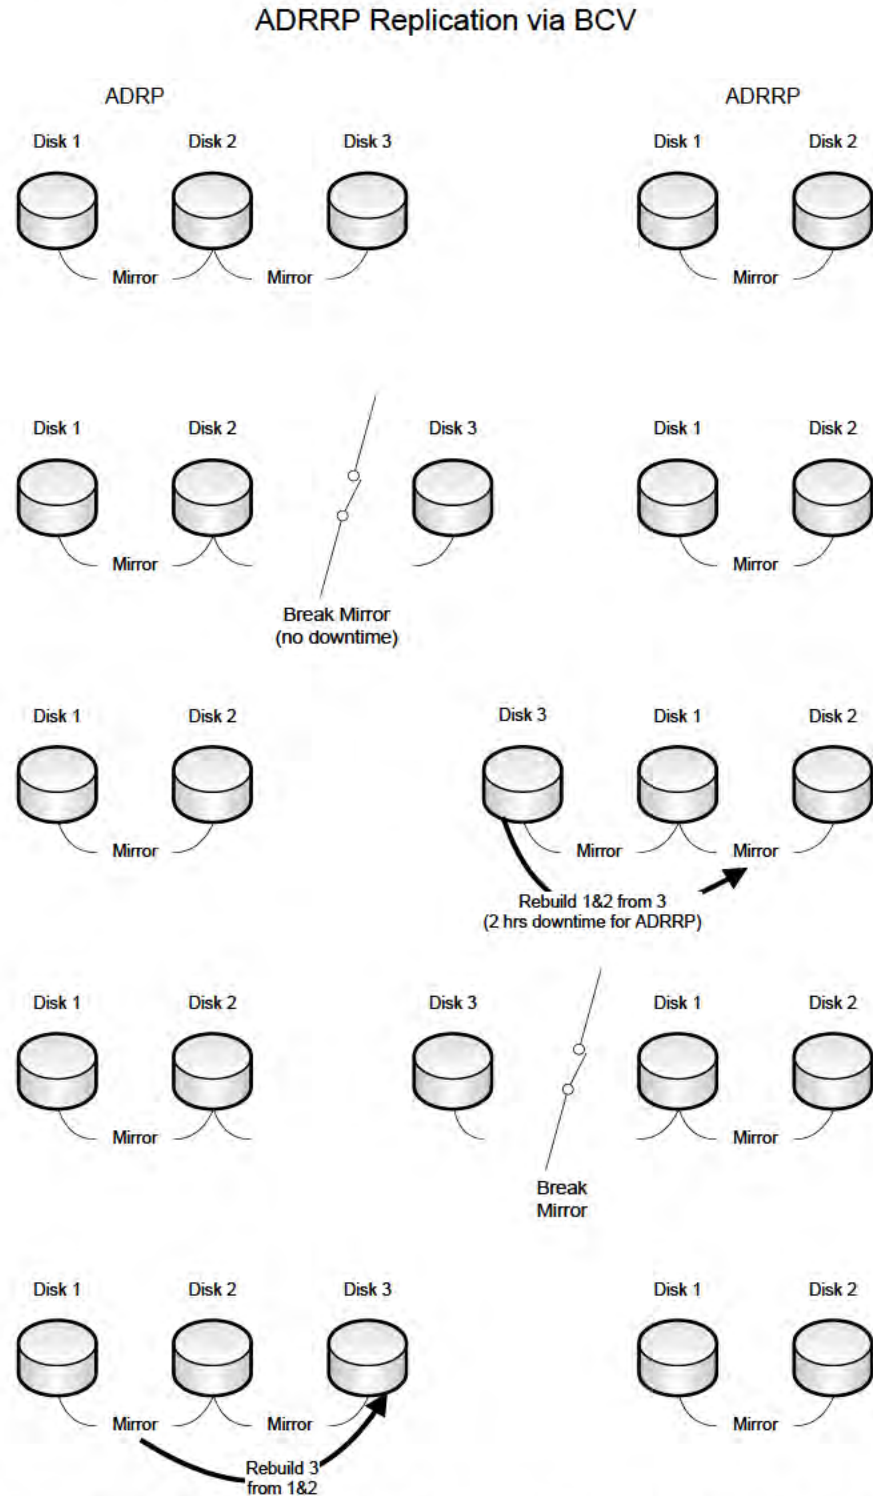 ADRRP Replication via BCV
ADRP ADRRP
Disk 1 Disk 2 Disk 3 Disk 1 Disk 2
Mirror Mirror Mirror
Disk 1 Disk 2 Disk 3 Disk 1 Disk 2
Mirror Mirror
Break Mirror
(no downtime)
Disk 1 Disk 2 Disk 3 Disk 1 Disk 2
Mirror Mirror Mirror
Rebuild 1&2 from 3
(2 hrs downtime for ADRRP)
Disk 1 Disk 2 Disk 3 Disk 1 Disk 2
Mirror Mirror
Break
Mirror
Disk 1 Disk 2 Disk 3 Disk 1 Disk 2
Mirror Mirror Mirror
Rebuild 3
from 1&2